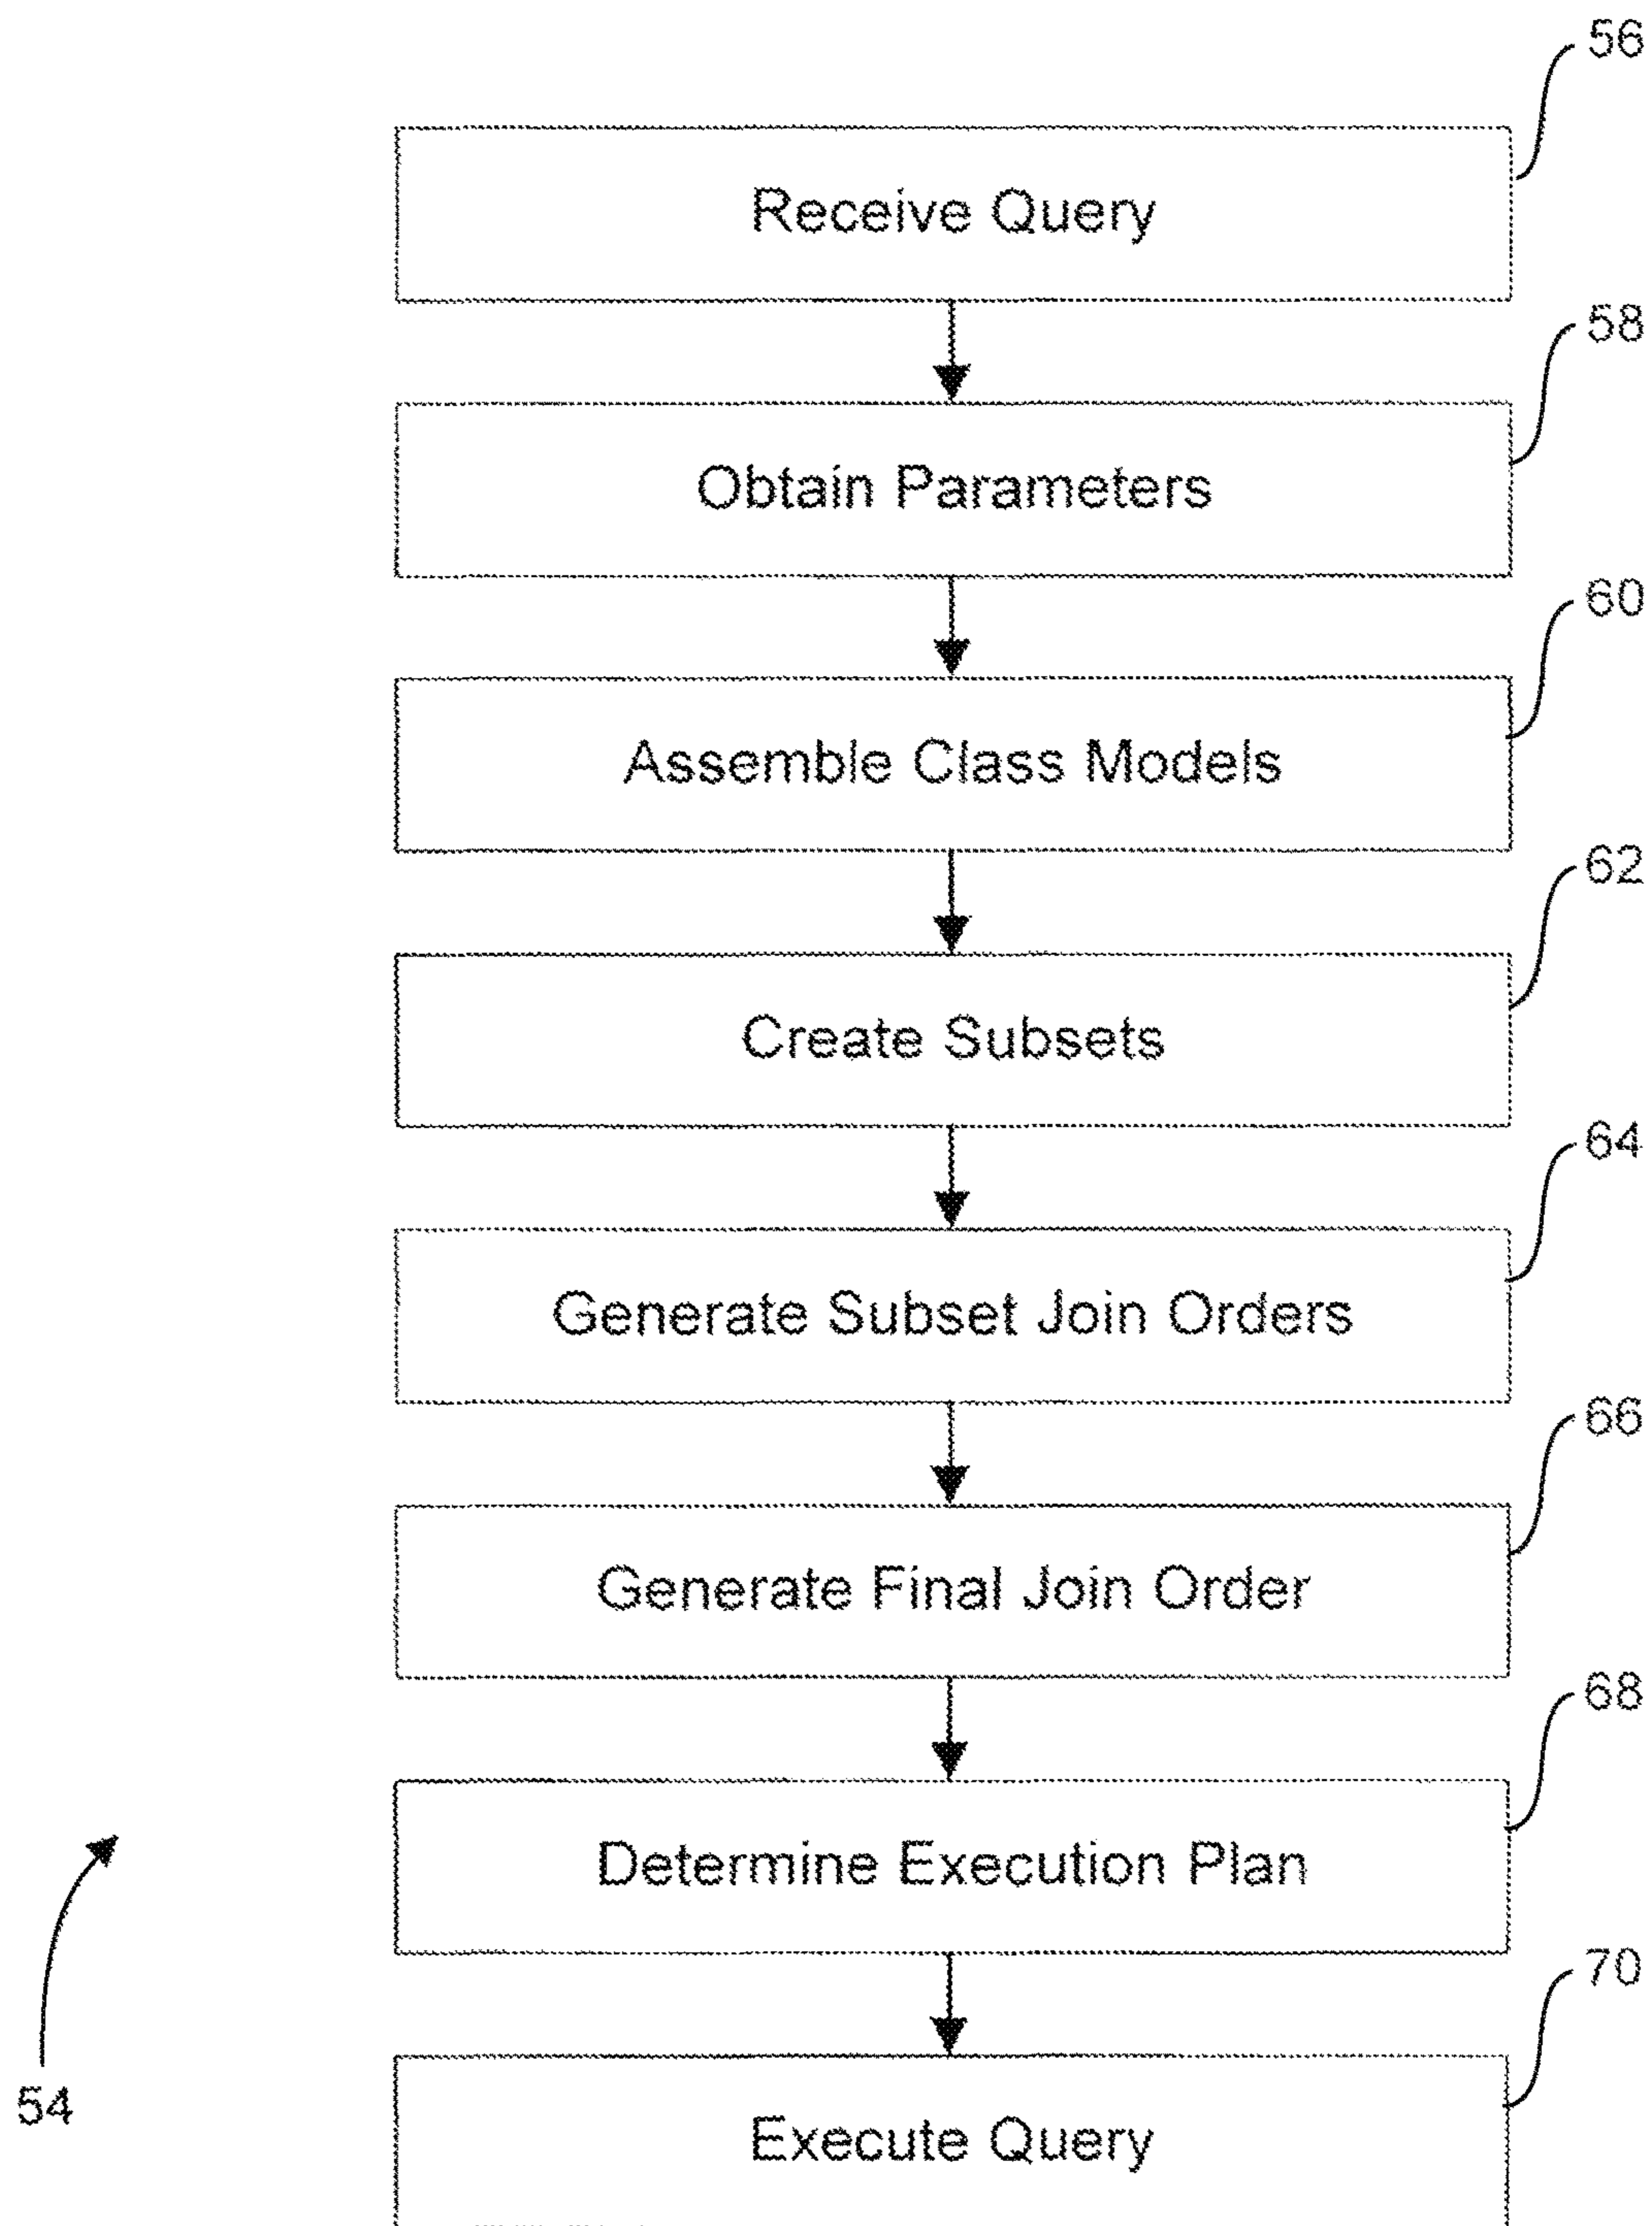 56
Receive Query
58
Obtain Parameters
60
Assemble Class Models
62
Create Subsets
64
Generate Subset Join Orders
66
Generate Final Join Order
68
Determine Execution Plan
70
Execute Query
54